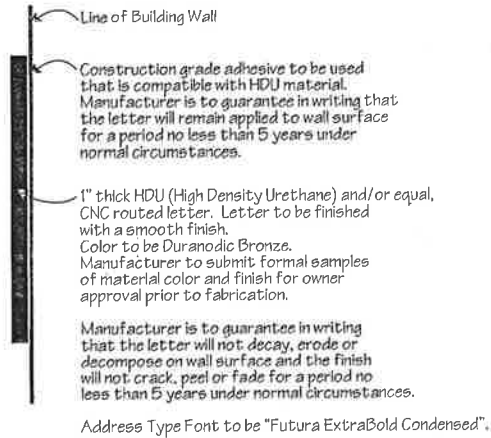 Line of Building Wall
Construction grade adhesive to be used
that is compatible with HDU material.
Manufacturer is to guarantee in writing that
the letter will remain applied to wall surface
for a period no less than 5 years under
normal circumstances.
1" thick HDU (High Density Urethane) and/or equal,
CNC routed letter. Letter to be finished
with a smooth finish.
Color to be Duranodic Bronze.
Manufacturer to submit formal samples
of material color and finish for owner
approval prior to fabrication.
Manufacturer is to guarantee in writing
that the letter will not decay, erode or
decompose on wall surface and the finish
will not crack, peel or fade for a period no
less than 5 years under normal circumstances.
Address Type Font to be "Futura ExtraBold Condensed".